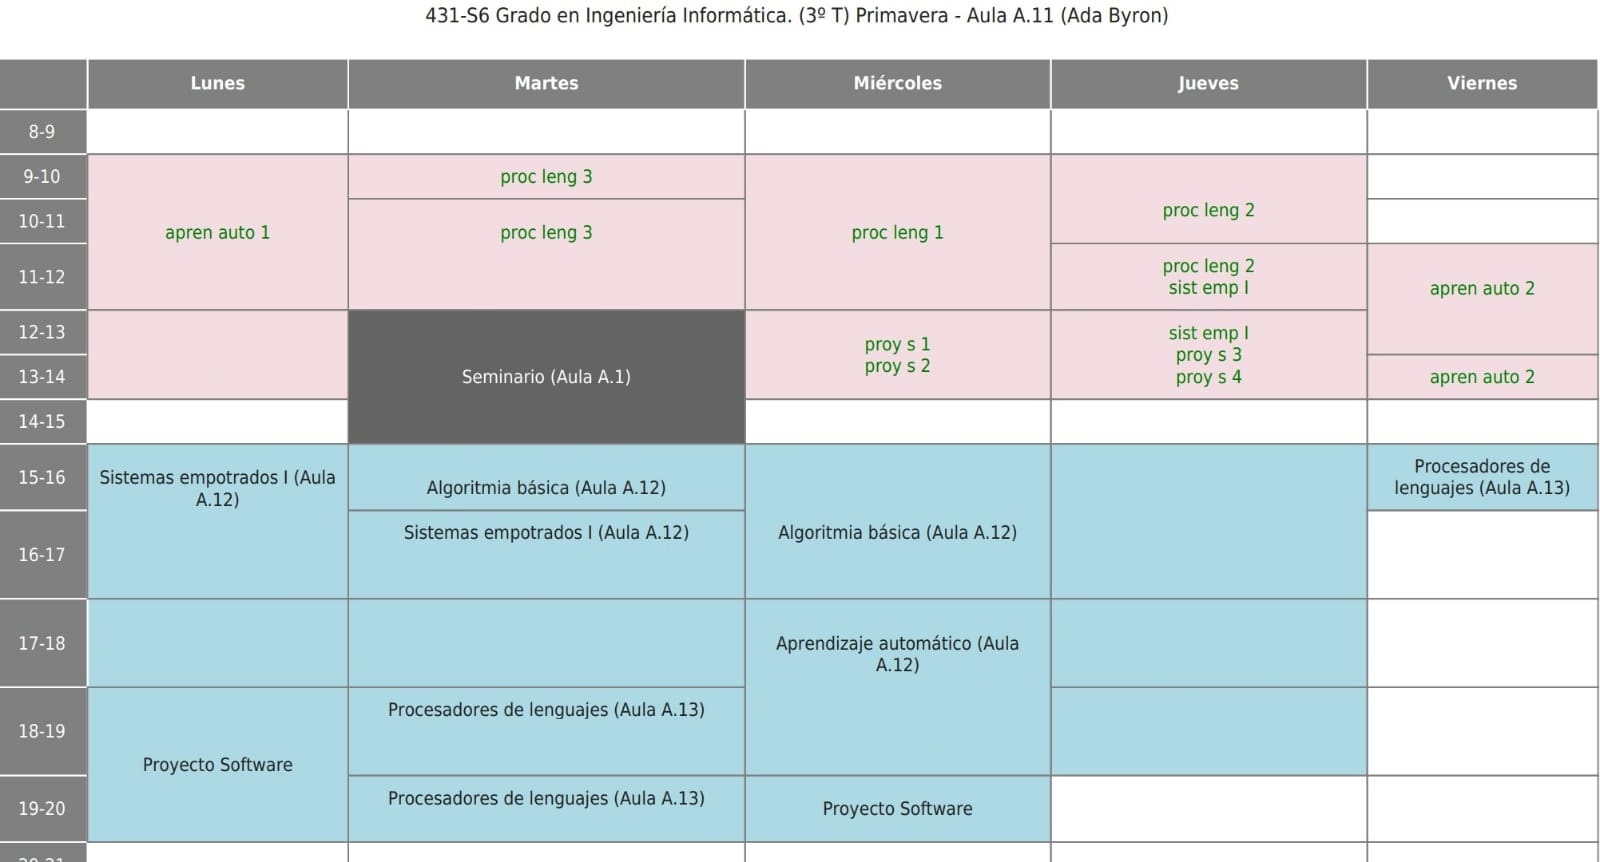 431-S6 Grado en Ingeniería Informática. (3º T) Primavera - Aula A.11 (Ada Byron)
Lunes Martes Miércoles Jueves Viernes
8-9
9-10
10-11
11-12
12-13
13-14
14-15
15-16
16-17
17-18
18-19
19-20
apren auto 1
Sistemas empotrados I (Aula
A.12)
Proyecto Software
proc leng 3
proc leng 3
Seminario (Aula A.1)
Algoritmia básica (Aula A.12)
Sistemas empotrados I (Aula A.12)
Procesadores de lenguajes (Aula A.13)
Procesadores de lenguajes (Aula A.13)
proc leng 1
proy s 1
proy s 2
Algoritmia básica (Aula A.12)
Aprendizaje automático (Aula
A.12)
Proyecto Software
proc leng 2
proc leng 2
sist emp I
sist emp I
proy s 3
proy s 4
apren auto 2
apren auto 2
Procesadores de
lenguajes (Aula A.13)